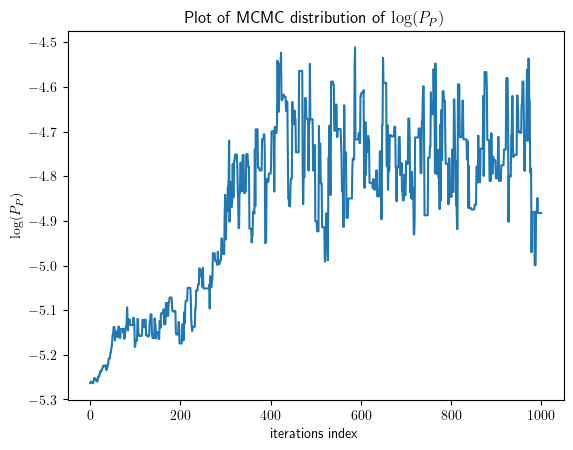 Plot of MCMC distribution of log(P_P)
−4.5
−4.6
−4.7
−4.8
−4.9
−5.0
−5.1
−5.2
−5.3
log(P_P)
0 200 400 600 800 1000
iterations index